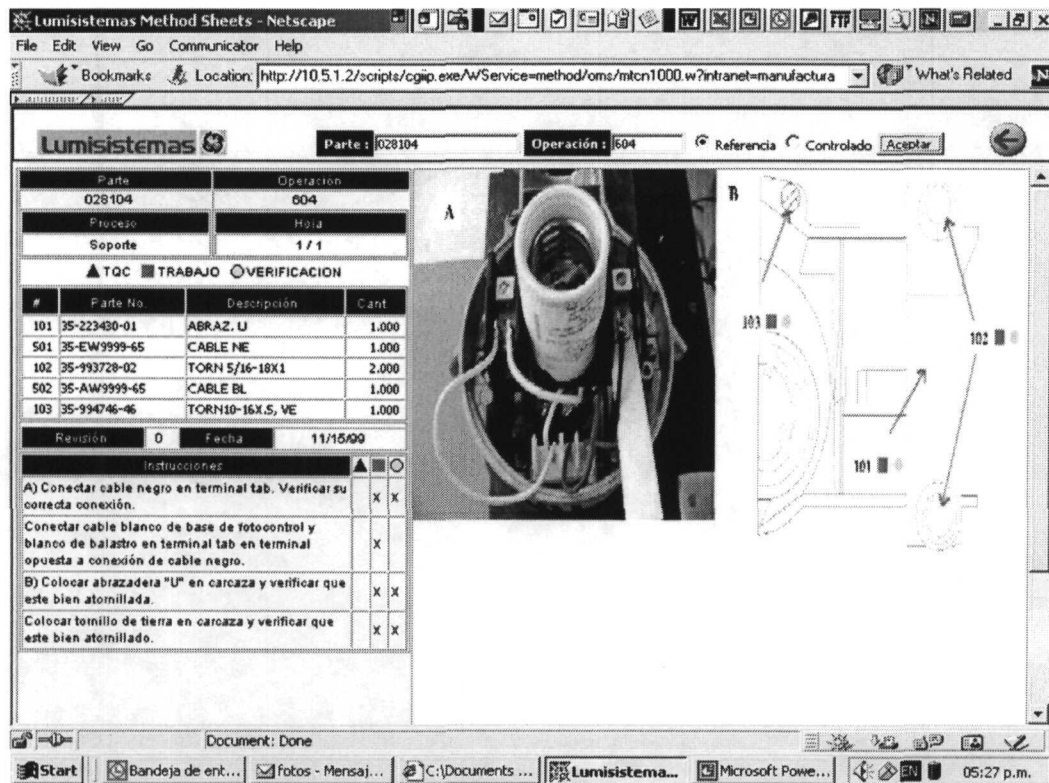 Lumisistemas Method Sheets - Netscape
File Edit View Go Communicator Help
Bookmarks Location: http://10.5.1.2/scripts/cgiip.exe/WService=method/oms/mtcn1000.w?intranet=manufactura What's Related
Lumisistemas Parte : 028104 Operación : 604 Referencia Controlado Aceptar
Parte Operación
028104 604
Proceso Hoja
Soporte 1 / 1
TQC TRABAJO VERIFICACION
# Parte No. Descripción Cant.
101 35-223430-01 ABRAZ. U 1.000
501 35-EW9999-65 CABLE NE 1.000
102 35-993728-02 TORN 5/16-18X1 2.000
502 35-AW9999-65 CABLE BL 1.000
103 35-994746-46 TORN10-16X.5, VE 1.000
Revisión 0 Fecha 11/15/99
Instrucciones
A) Conectar cable negro en terminal tab. Verificar su
correcta conexión. X X
Conectar cable blanco de base de fotocontrol y
blanco de balastro en terminal tab en terminal
opuesta a conexión de cable negro. X
B) Colocar abrazadera "U" en carcaza y verificar que
este bien atornillada. X X
Colocar tornillo de tierra en carcaza y verificar que
este bien atornillado. X X
A
B
103
102
101
Document: Done
Start Bandeja de ent... fotos - Mensaj... C:\Documents ... Lumisistema... Microsoft Powe... EN 05:27 p.m.